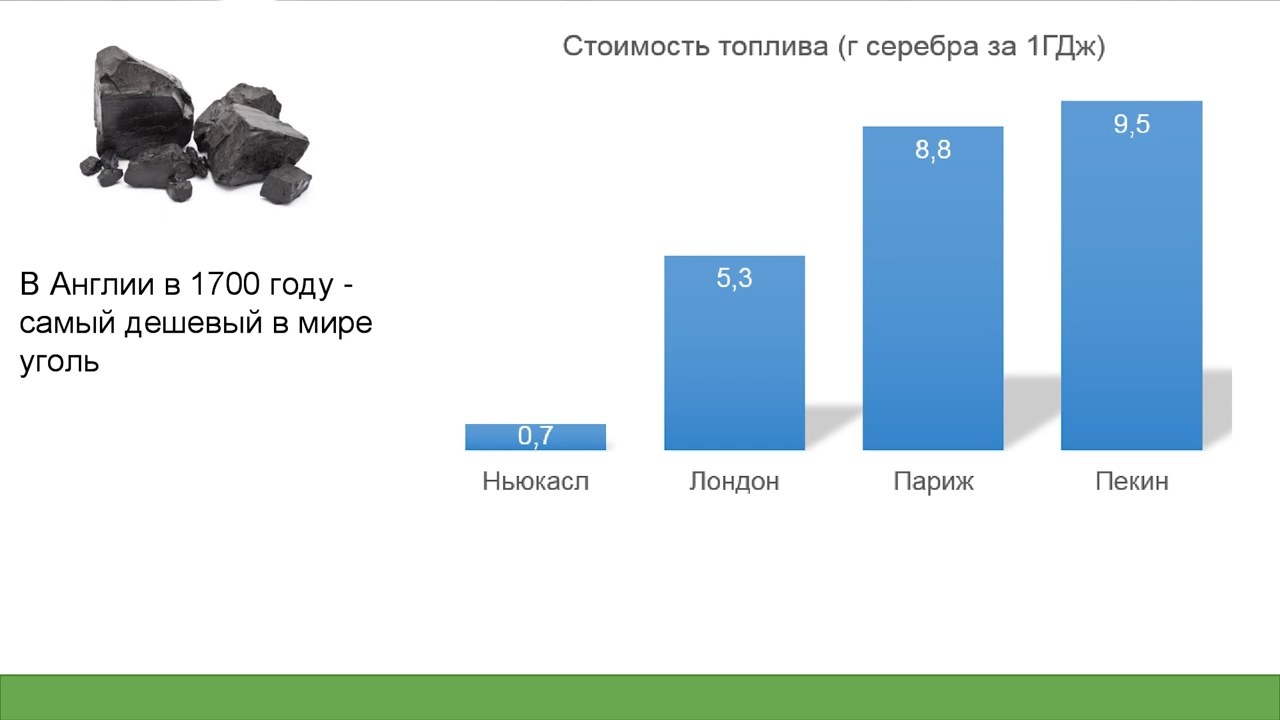 Стоимость топлива (г серебра за 1ГДж)
В Англии в 1700 году -
самый дешевый в мире
уголь
0,7
5,3
8,8
9,5
Ньюкасл
Лондон
Париж
Пекин